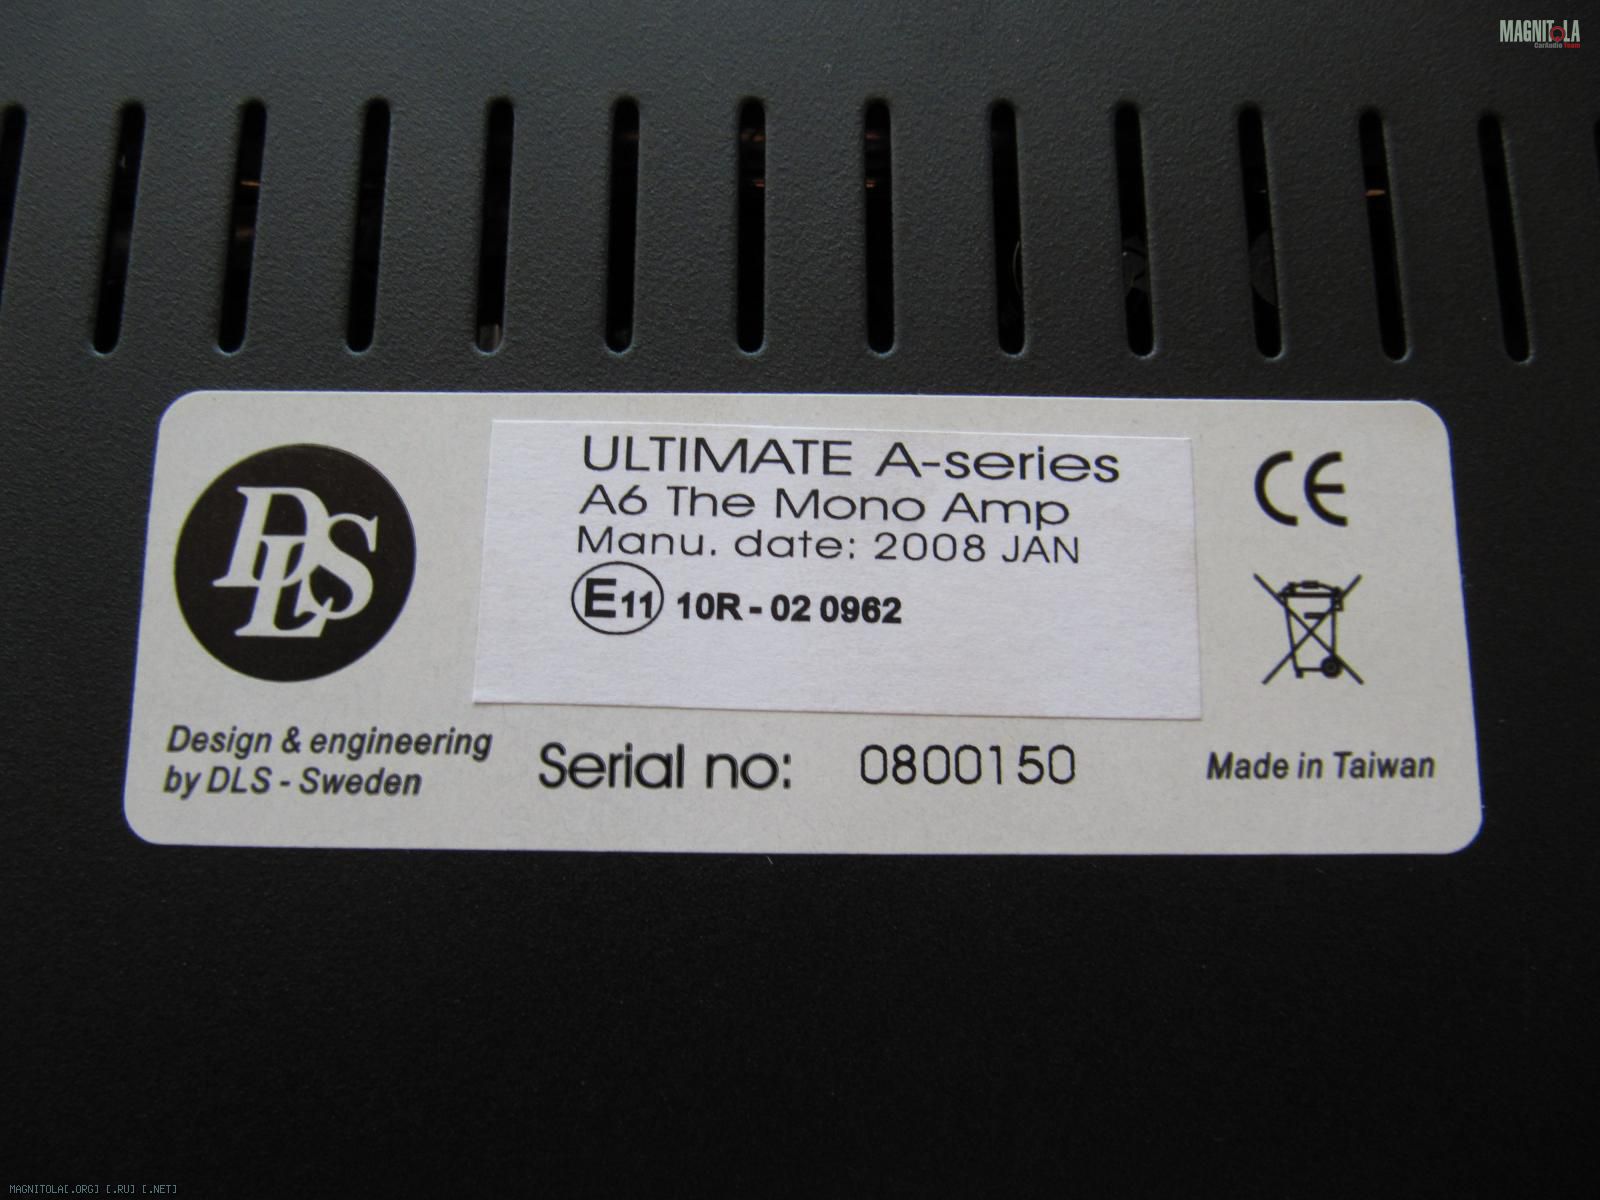 MAGNITOLA
CarAudio Team
DLS
ULTIMATE A-series
A6 The Mono Amp
Manu. date: 2008 JAN
E11 10R - 02 0962
CE
Design & engineering
by DLS - Sweden
Serial no: 0800150
Made in Taiwan
MAGNITOLA[.ORG] [.RU] [.NET]